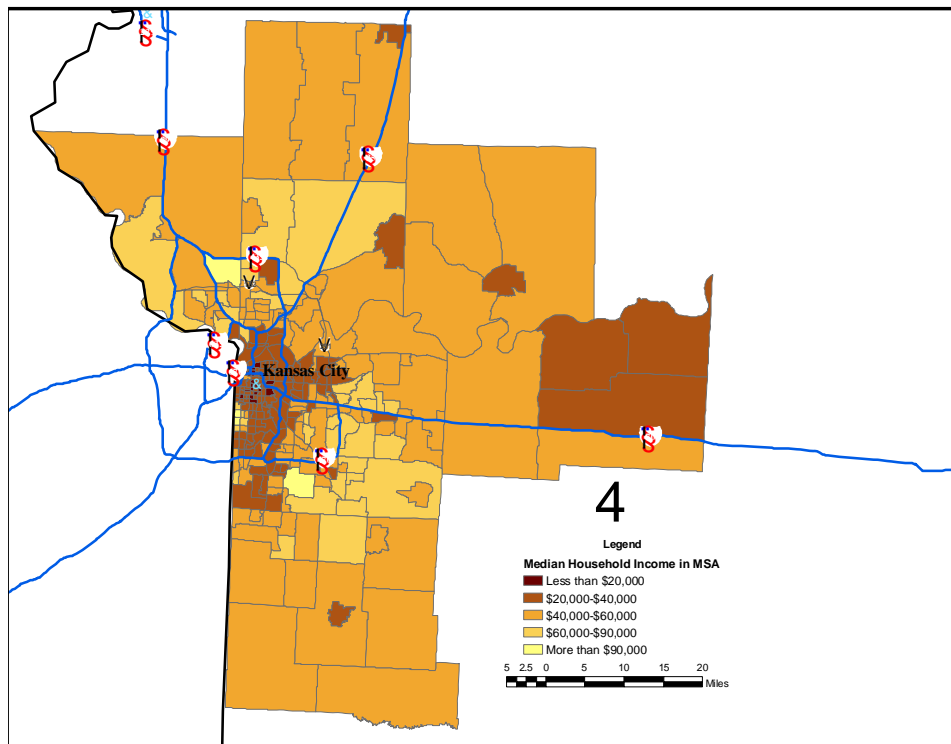 V
V
Kansas City
&
4
Legend
Median Household Income in MSA
Less than $20,000
$20,000-$40,000
$40,000-$60,000
$60,000-$90,000
More than $90,000
5 2.5 0 5 10 15 20
Miles